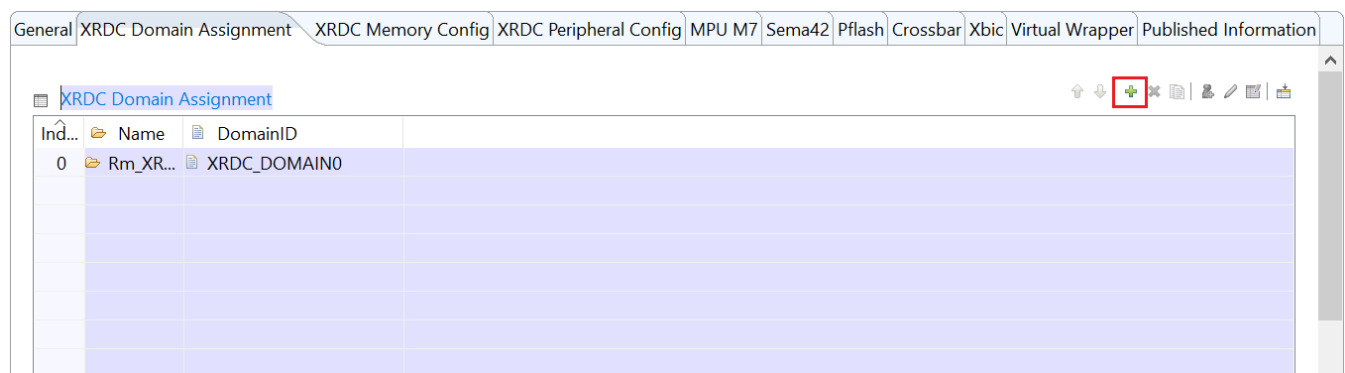 General XRDC Domain Assignment XRDC Memory Config XRDC Peripheral Config MPU M7 Sema42 Pflash Crossbar Xbic Virtual Wrapper Published Information
XRDC Domain Assignment
Ind... Name DomainID
0 Rm_XR... XRDC_DOMAIN0